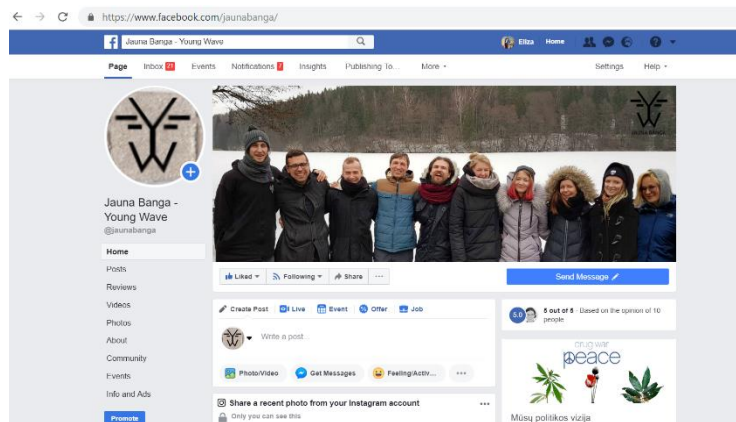 https://www.facebook.com/jaunabanga/
Jauna Banga - Young Wave
Eliza Home
Page Inbox 21 Events Notifications Insights Publishing To... More Settings Help
JAUNA BANGA
Jauna Banga -
Young Wave
@jaunabanga
Home
Posts
Reviews
Videos
Photos
About
Community
Events
Info and Ads
Promote
Liked Following Share ...
Send Message
Create Post Live Event Offer Job
Write a post
Photo/Video Get Messages Feeling/Activ... ...
Share a recent photo from your Instagram account ...
Only you can see this
5.0 5 out of 5 · Based on the opinion of 10
people
drug war
peace
Mūsų politikos vizija